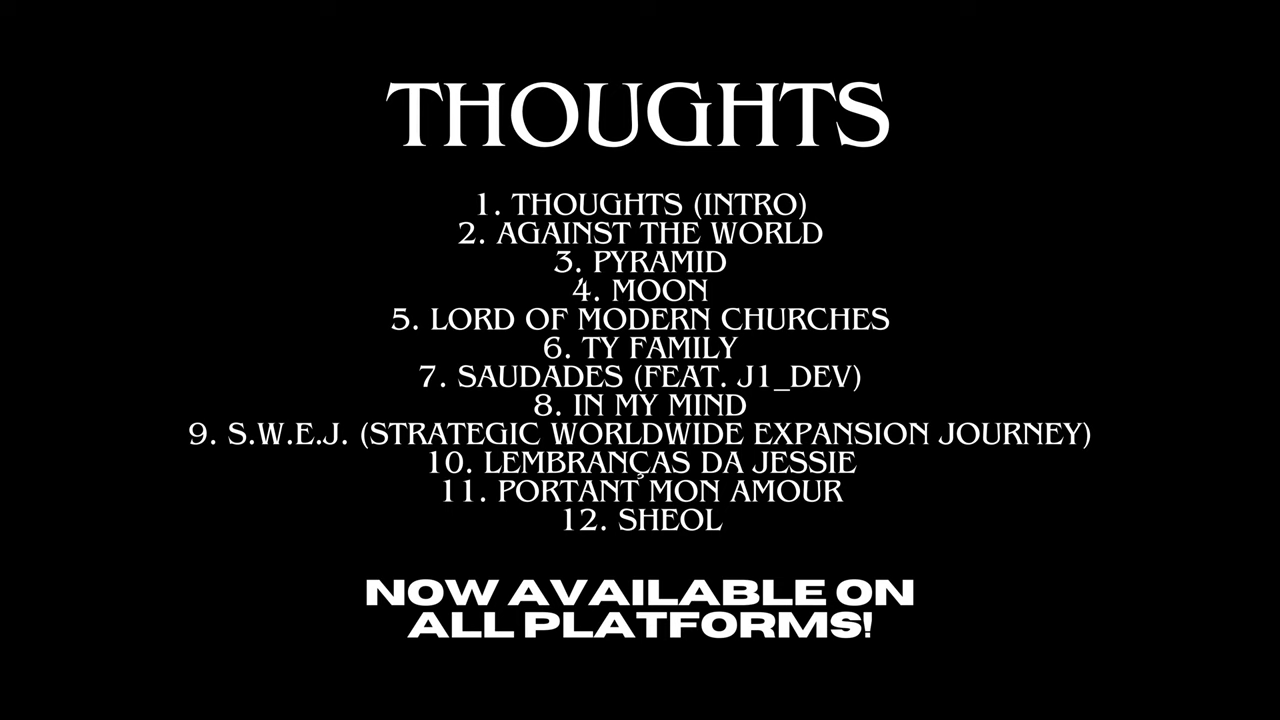 THOUGHTS
1. THOUGHTS (INTRO)
2. AGAINST THE WORLD
3. PYRAMID
4. MOON
5. LORD OF MODERN CHURCHES
6. TY FAMILY
7. SAUDADES (FEAT. J1_DEV)
8. IN MY MIND
9. S.W.E.J. (STRATEGIC WORLDWIDE EXPANSION JOURNEY)
10. LEMBRANÇAS DA JESSIE
11. PORTANT MON AMOUR
12. SHEOL
NOW AVAILABLE ON
ALL PLATFORMS!